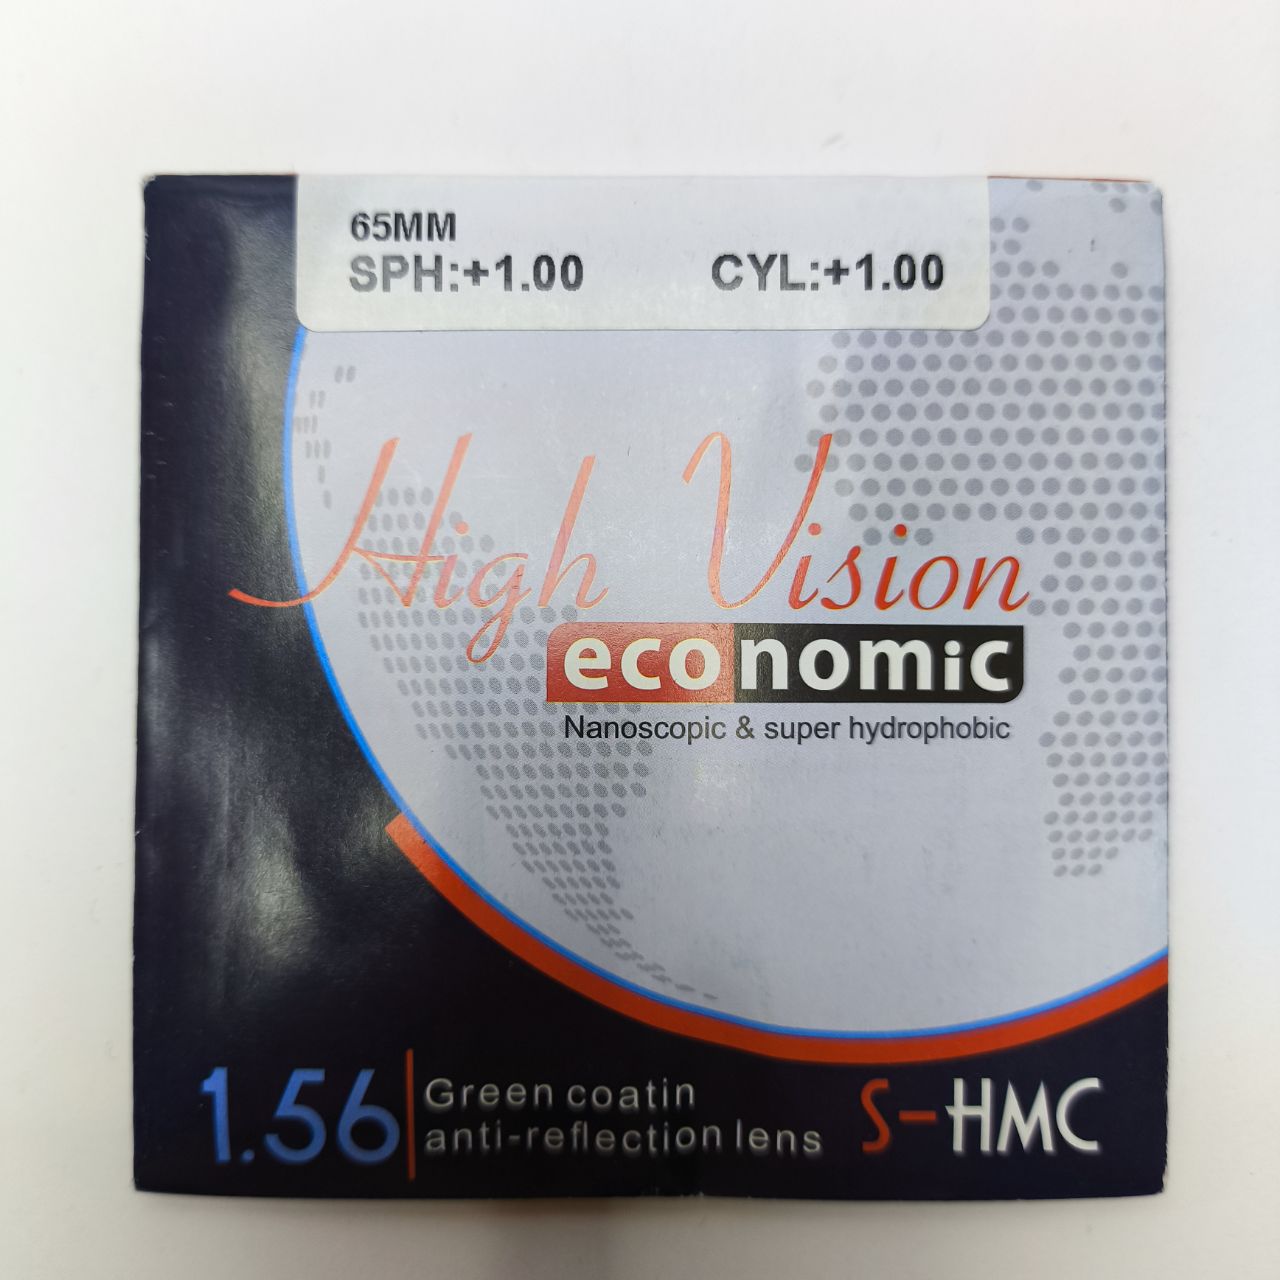 65MM
SPH:+1.00 CYL:+1.00
High Vision
economic
Nanoscopic & super hydrophobic
1.56 Green coatin
anti-reflection lens
S-HMC